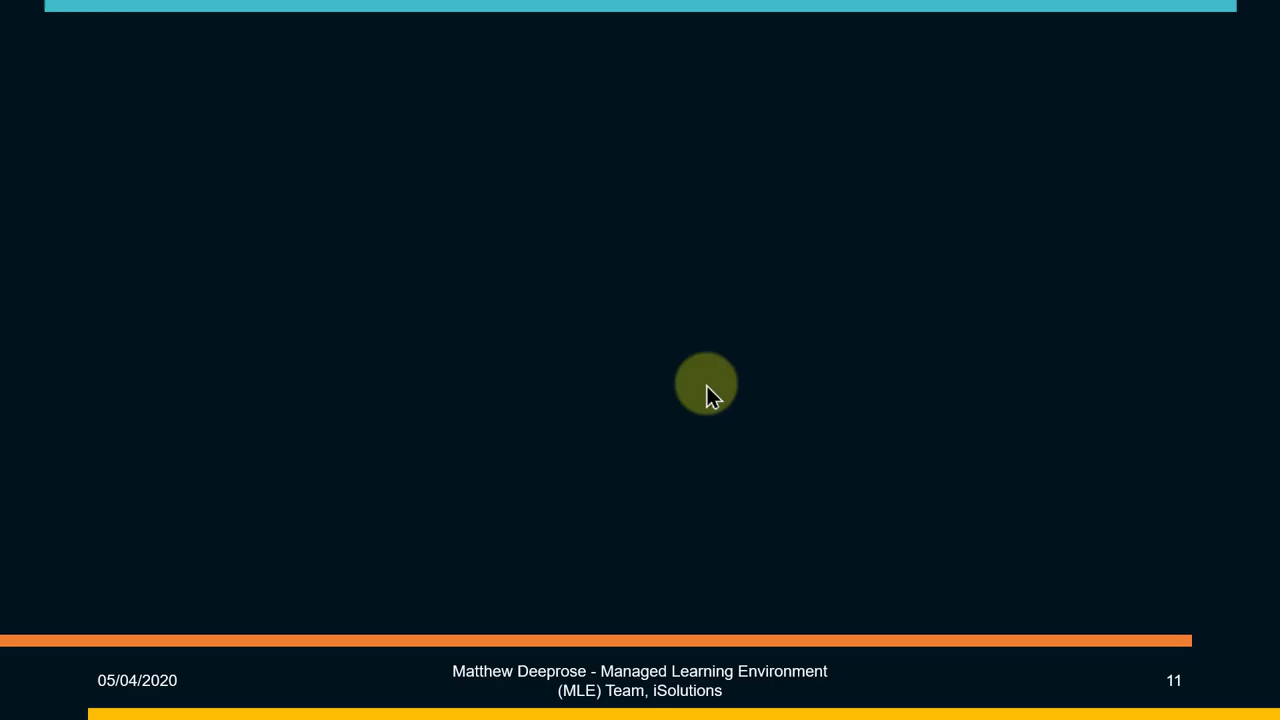 05/04/2020
Matthew Deeprose - Managed Learning Environment
(MLE) Team, iSolutions
11